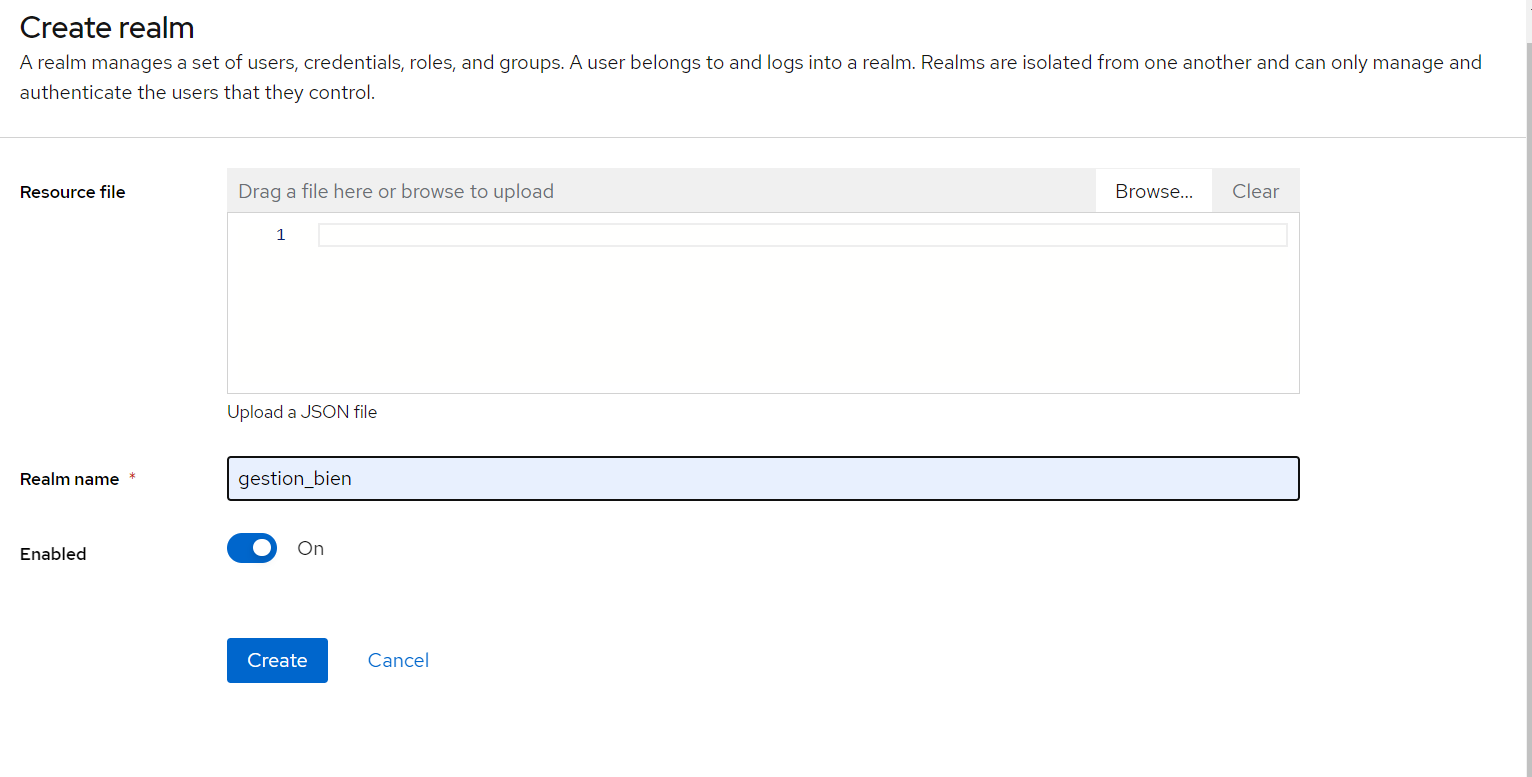 Create realm
A realm manages a set of users, credentials, roles, and groups. A user belongs to and logs into a realm. Realms are isolated from one another and can only manage and
authenticate the users that they control.
Resource file
Drag a file here or browse to upload
Browse...
Clear
1
Upload a JSON file
Realm name *
gestion_bien
Enabled
On
Create
Cancel